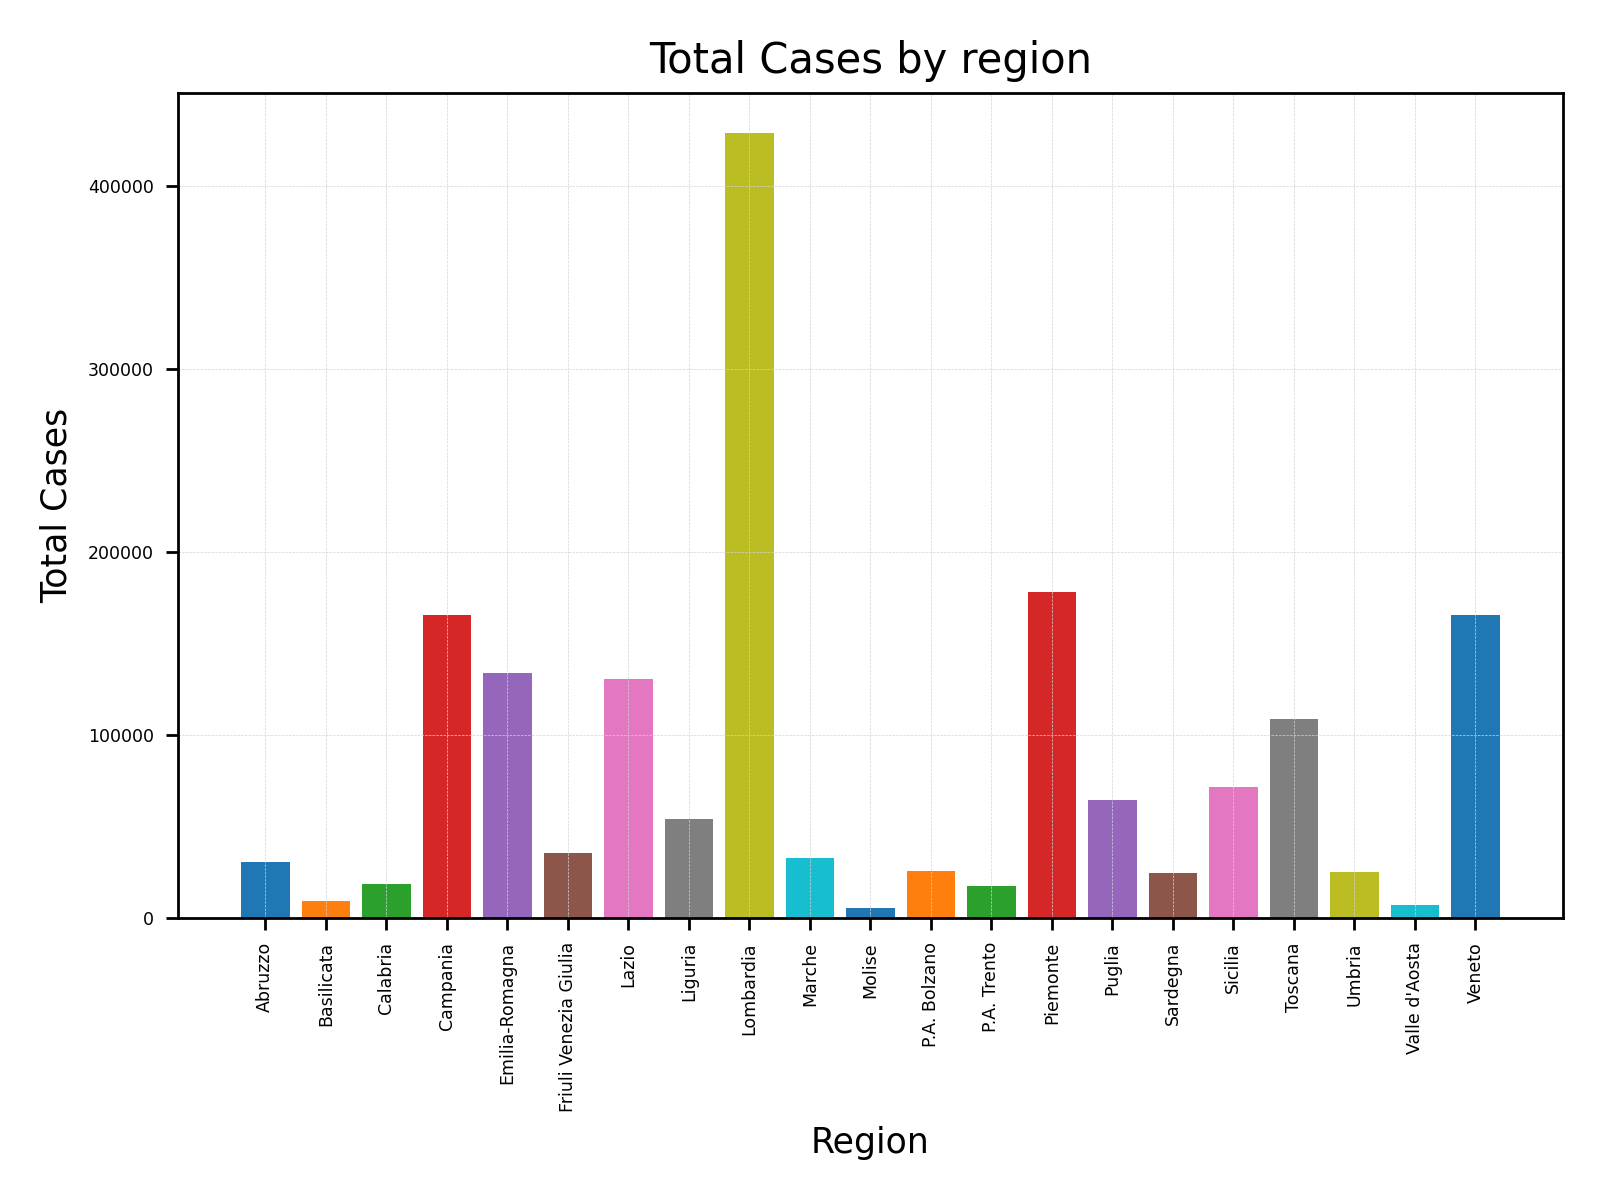 Total Cases by region
Total Cases
400000
300000
200000
100000
0
Abruzzo
Basilicata
Calabria
Campania
Emilia-Romagna
Friuli Venezia Giulia
Lazio
Liguria
Lombardia
Marche
Molise
P.A. Bolzano
P.A. Trento
Piemonte
Puglia
Sardegna
Sicilia
Toscana
Umbria
Valle d'Aosta
Veneto
Region